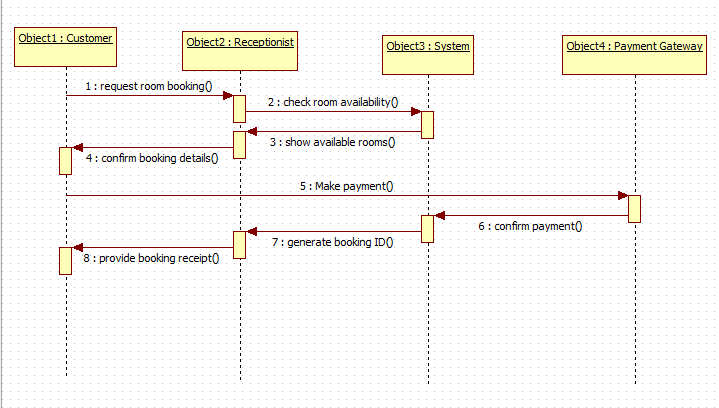 Object1 : Customer
Object2 : Receptionist
Object3 : System
Object4 : Payment Gateway
1 : request room booking()
2 : check room availability()
3 : show available rooms()
4 : confirm booking details()
5 : Make payment()
6 : confirm payment()
7 : generate booking ID()
8 : provide booking receipt()